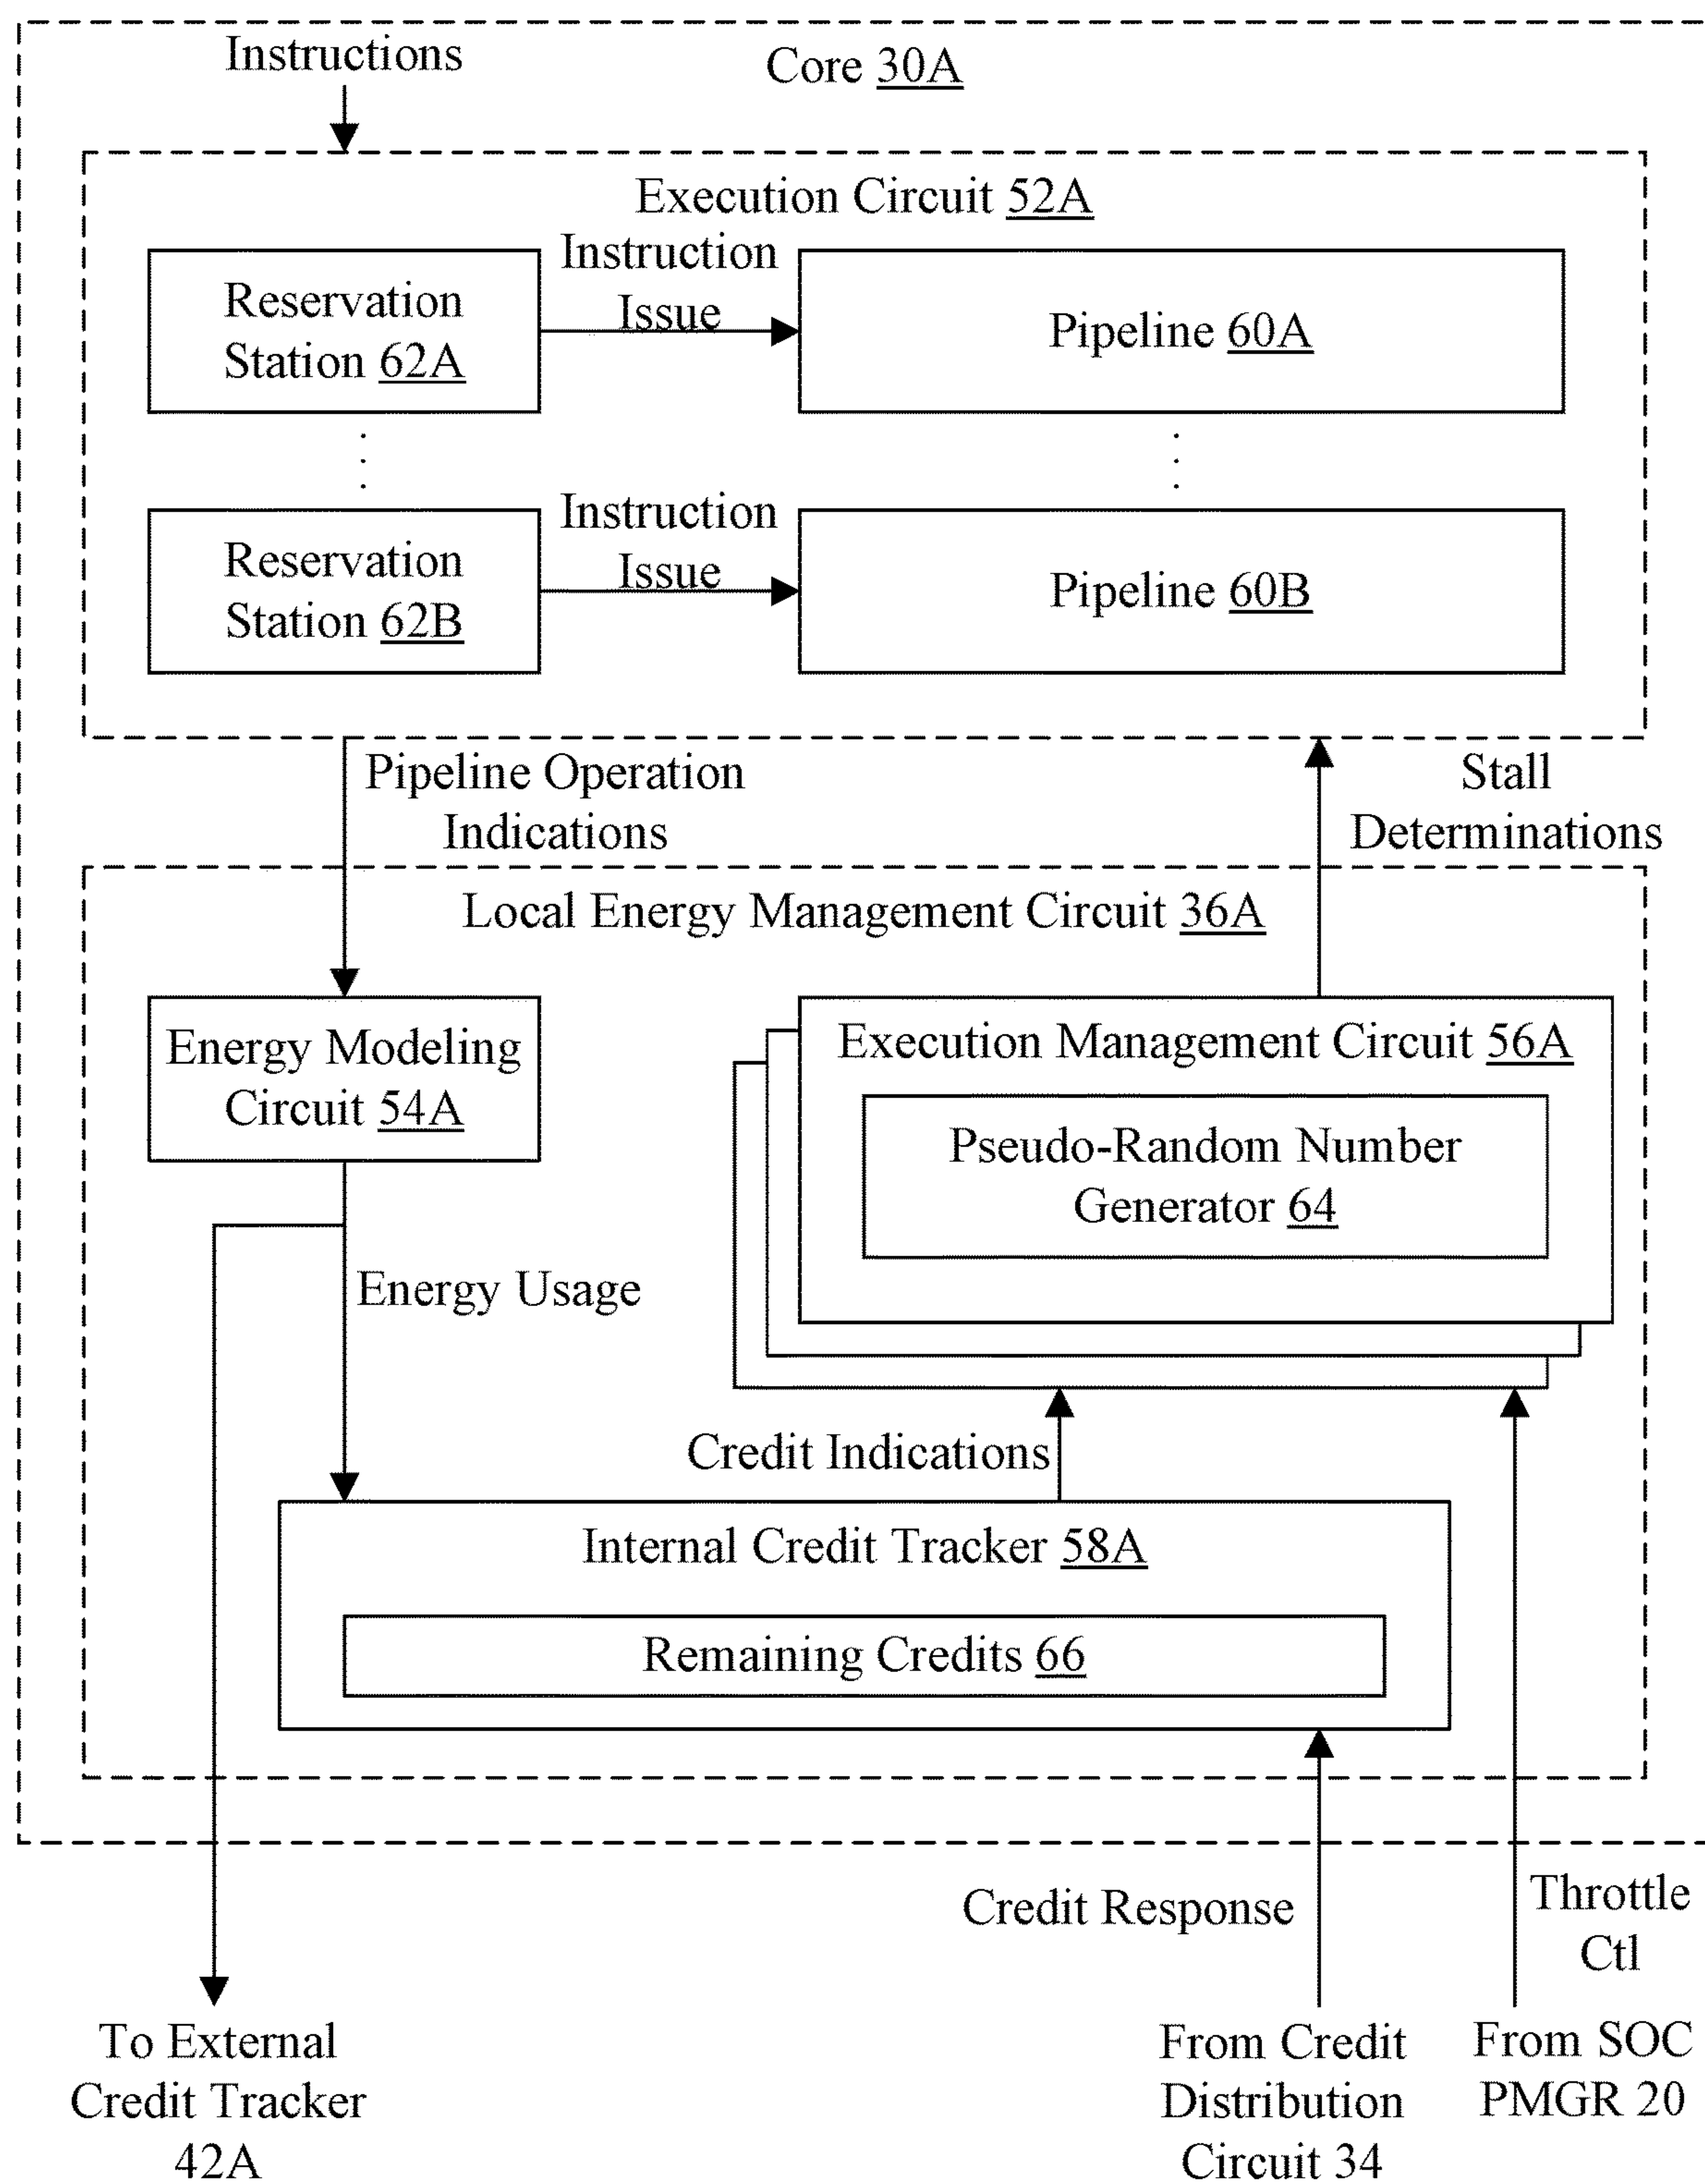 Instructions
Core 30A
Execution Circuit 52A
Reservation
Station 62A
Instruction
Issue
Pipeline 60A
Reservation
Station 62B
Instruction
Issue
Pipeline 60B
Pipeline Operation
Indications
Stall
Determinations
Local Energy Management Circuit 36A
Energy Modeling
Circuit 54A
Execution Management Circuit 56A
Pseudo-Random Number
Generator 64
Energy Usage
Credit Indications
Internal Credit Tracker 58A
Remaining Credits 66
Credit Response
Throttle
Ctl
To External
Credit Tracker
42A
From Credit
Distribution
Circuit 34
From SOC
PMGR 20